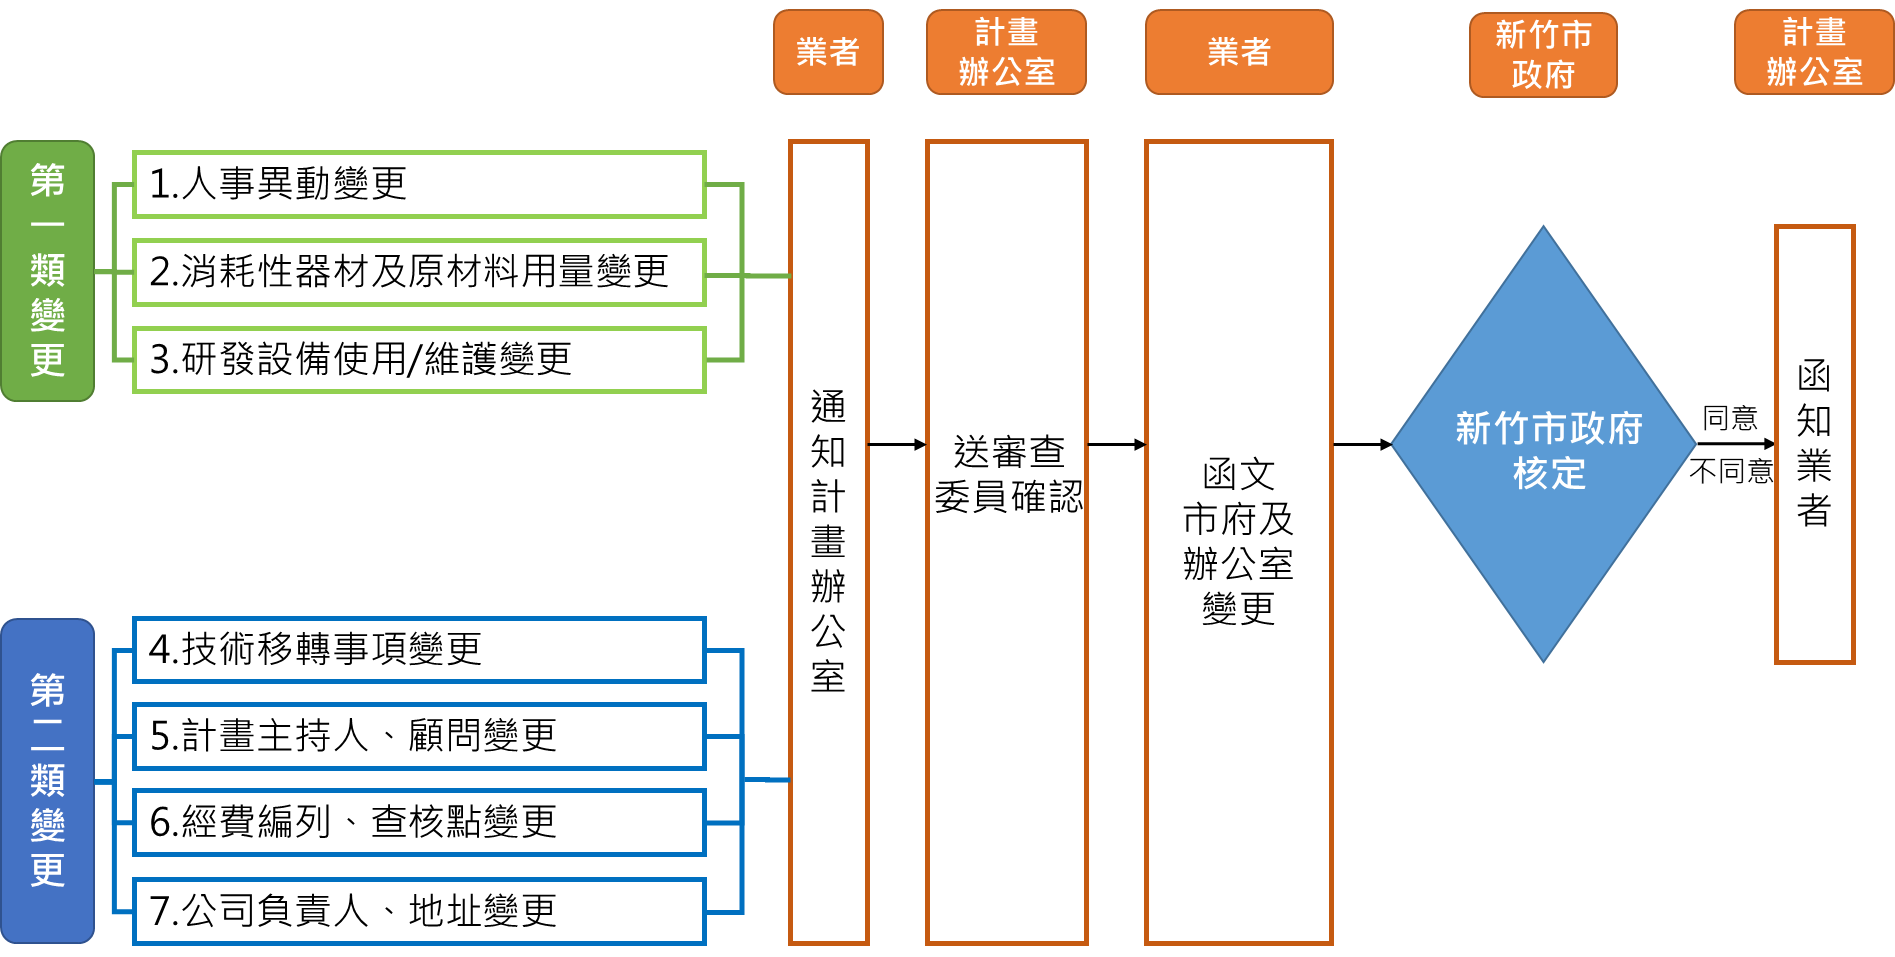 業者
計畫
辦公室
業者
新竹市
政府
計畫
辦公室
第一類變更
1.人事異動變更
2.消耗性器材及原材料用量變更
3.研發設備使用/維護變更
第二類變更
4.技術移轉事項變更
5.計畫主持人、顧問變更
6.經費編列、查核點變更
7.公司負責人、地址變更
通知計畫辦公室
送審查
委員確認
函文
市府及
辦公室
變更
新竹市政府
核定
同意
不同意
函知業者